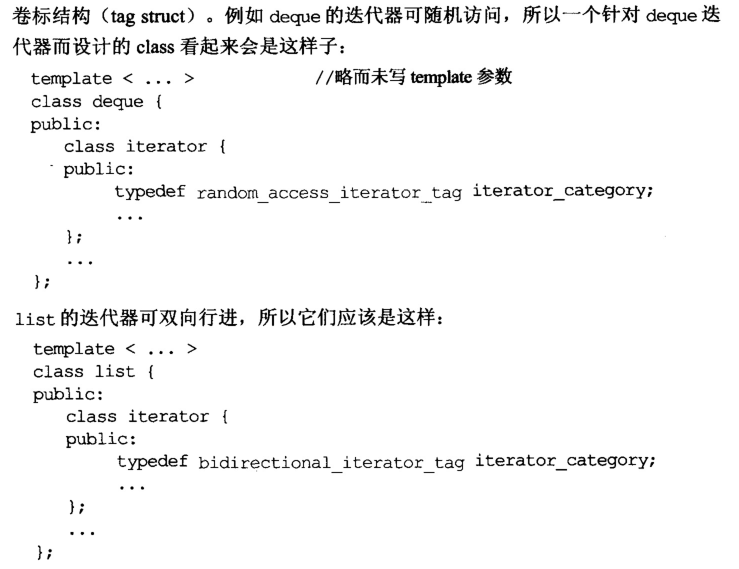 卷标结构（tag struct）。例如 deque 的迭代器可随机访问，所以一个针对 deque 迭
代器而设计的 class 看起来会是这样子：
template < ... >                //略而未写 template 参数
class deque {
public:
    class iterator {
    public:
        typedef random_access_iterator_tag iterator_category;
        ...
    };
    ...
};
list 的迭代器可双向行进，所以它们应该是这样：
template < ... >
class list {
public:
    class iterator {
    public:
        typedef bidirectional_iterator_tag iterator_category;
        ...
    };
    ...
};